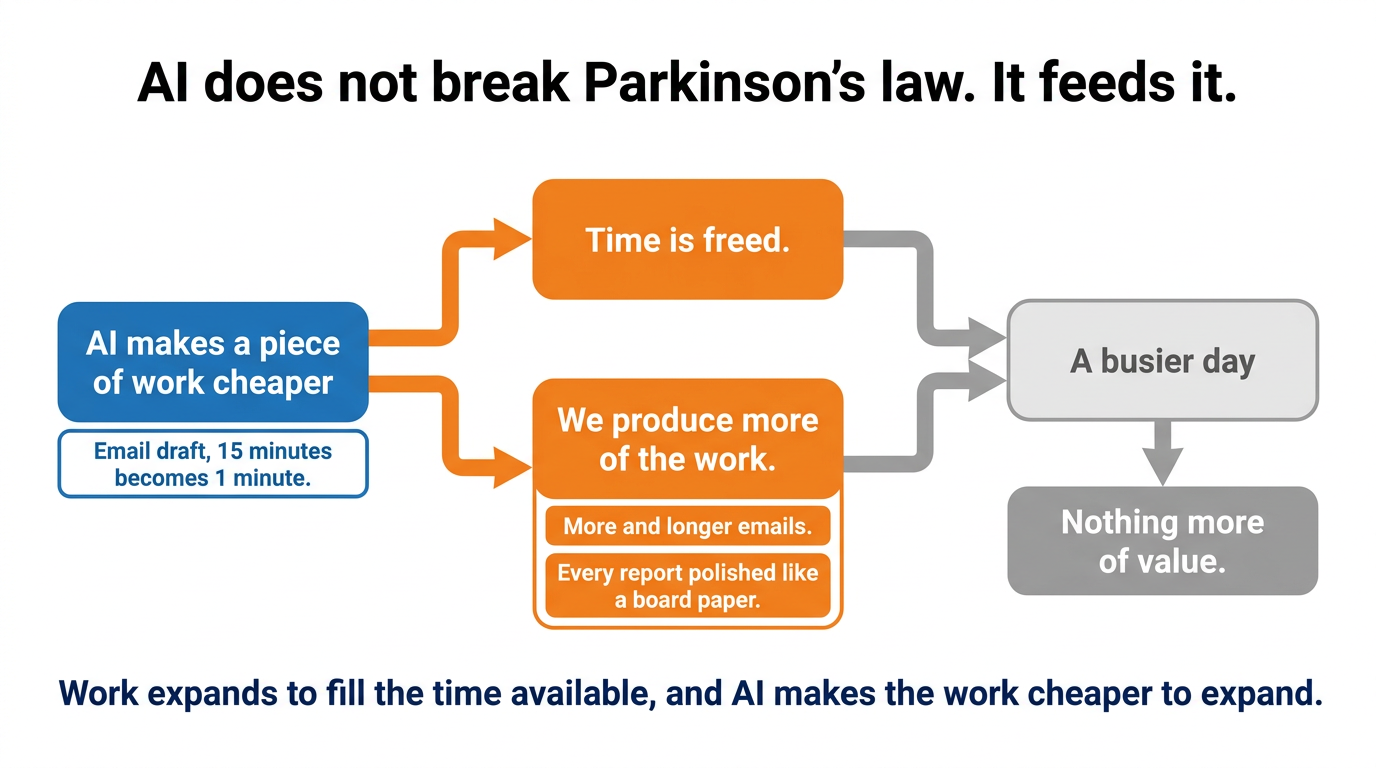 AI does not break Parkinson’s law. It feeds it.
Time is freed.
AI makes a piece
of work cheaper
Email draft, 15 minutes
becomes 1 minute.
We produce more
of the work.
More and longer emails.
Every report polished like
a board paper.
A busier day
Nothing more
of value.
Work expands to fill the time available, and AI makes the work cheaper to expand.